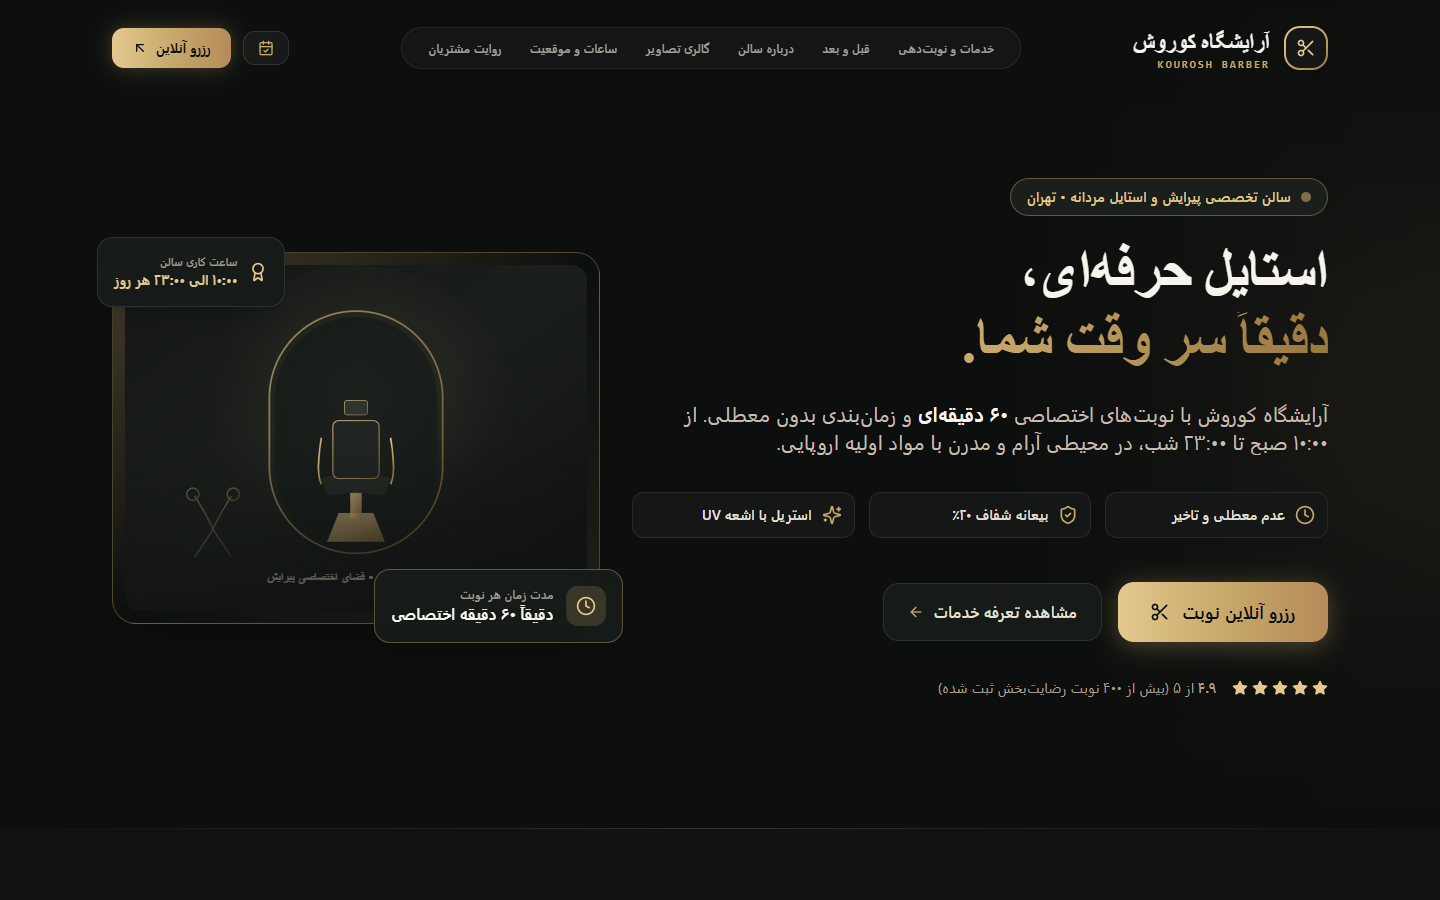 آرایشگاه کوروش
KOUROSH BARBER
خدمات و نوبت‌دهی
قبل و بعد
درباره سالن
گالری تصاویر
ساعات و موقعیت
روایت مشتریان
رزرو آنلاین
سالن تخصصی پیرایش و استایل مردانه • تهران
استایل حرفه‌ای،
دقیقاً سر وقت شما.
آرایشگاه کوروش با نوبت‌های اختصاصی ۶۰ دقیقه‌ای و زمان‌بندی بدون معطلی. از
۱۰:۰۰ صبح تا ۲۳:۰۰ شب، در محیطی آرام و مدرن با مواد اولیه اروپایی.
عدم معطلی و تاخیر
بیعانه شفاف ۲۰٪
استریل با اشعه UV
رزرو آنلاین نوبت
مشاهده تعرفه خدمات
۴.۹ از ۵ (بیش از ۴۰۰ نوبت رضایت‌بخش ثبت شده)
ساعت کاری سالن
۱۰:۰۰ الی ۲۳:۰۰ هر روز
• فضای اختصاصی پیرایش
مدت زمان هر نوبت
دقیقاً ۶۰ دقیقه اختصاصی